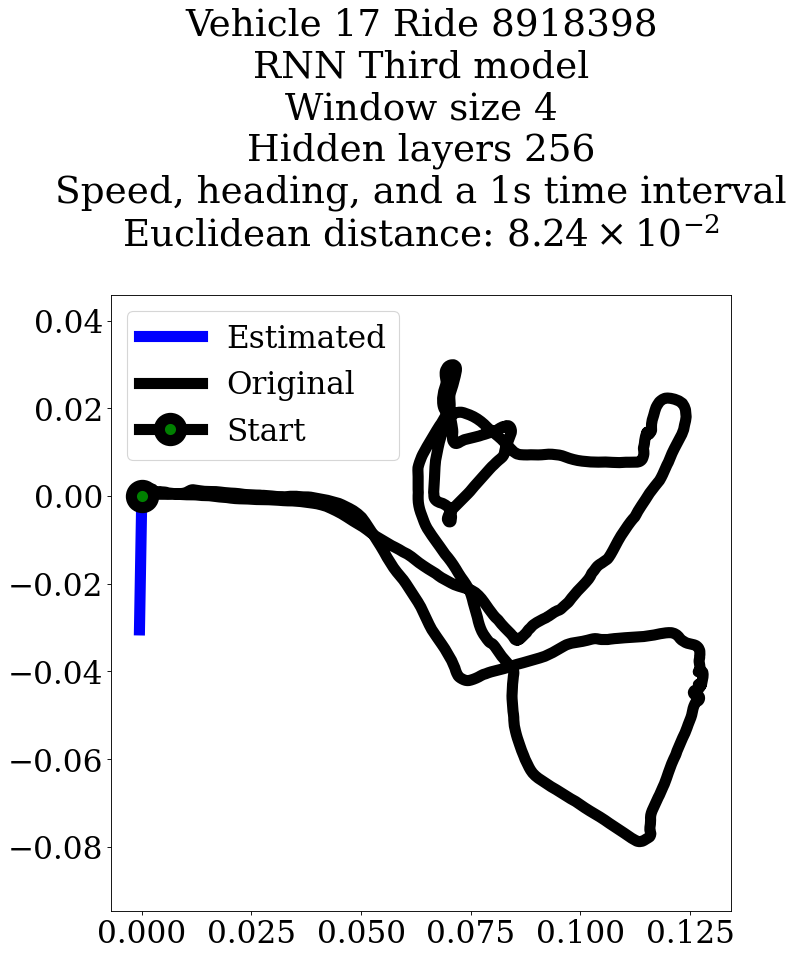 Vehicle 17 Ride 8918398
RNN Third model
Window size 4
Hidden layers 256
Speed, heading, and a 1s time interval
Euclidean distance: 8.24 × 10⁻²
Estimated
Original
Start
0.04
0.02
0.00
−0.02
−0.04
−0.06
−0.08
0.000 0.025 0.050 0.075 0.100 0.125